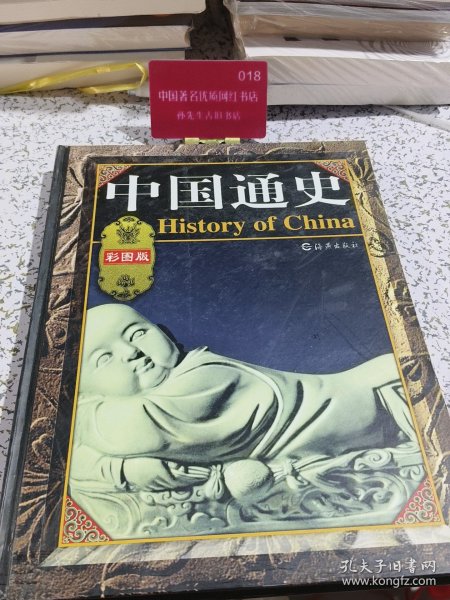 018
中国著名优质网红书店
孙先生古旧书店
中国通史
History of China
彩图版
海燕出版社
孔夫子旧书网
www.kongfz.com